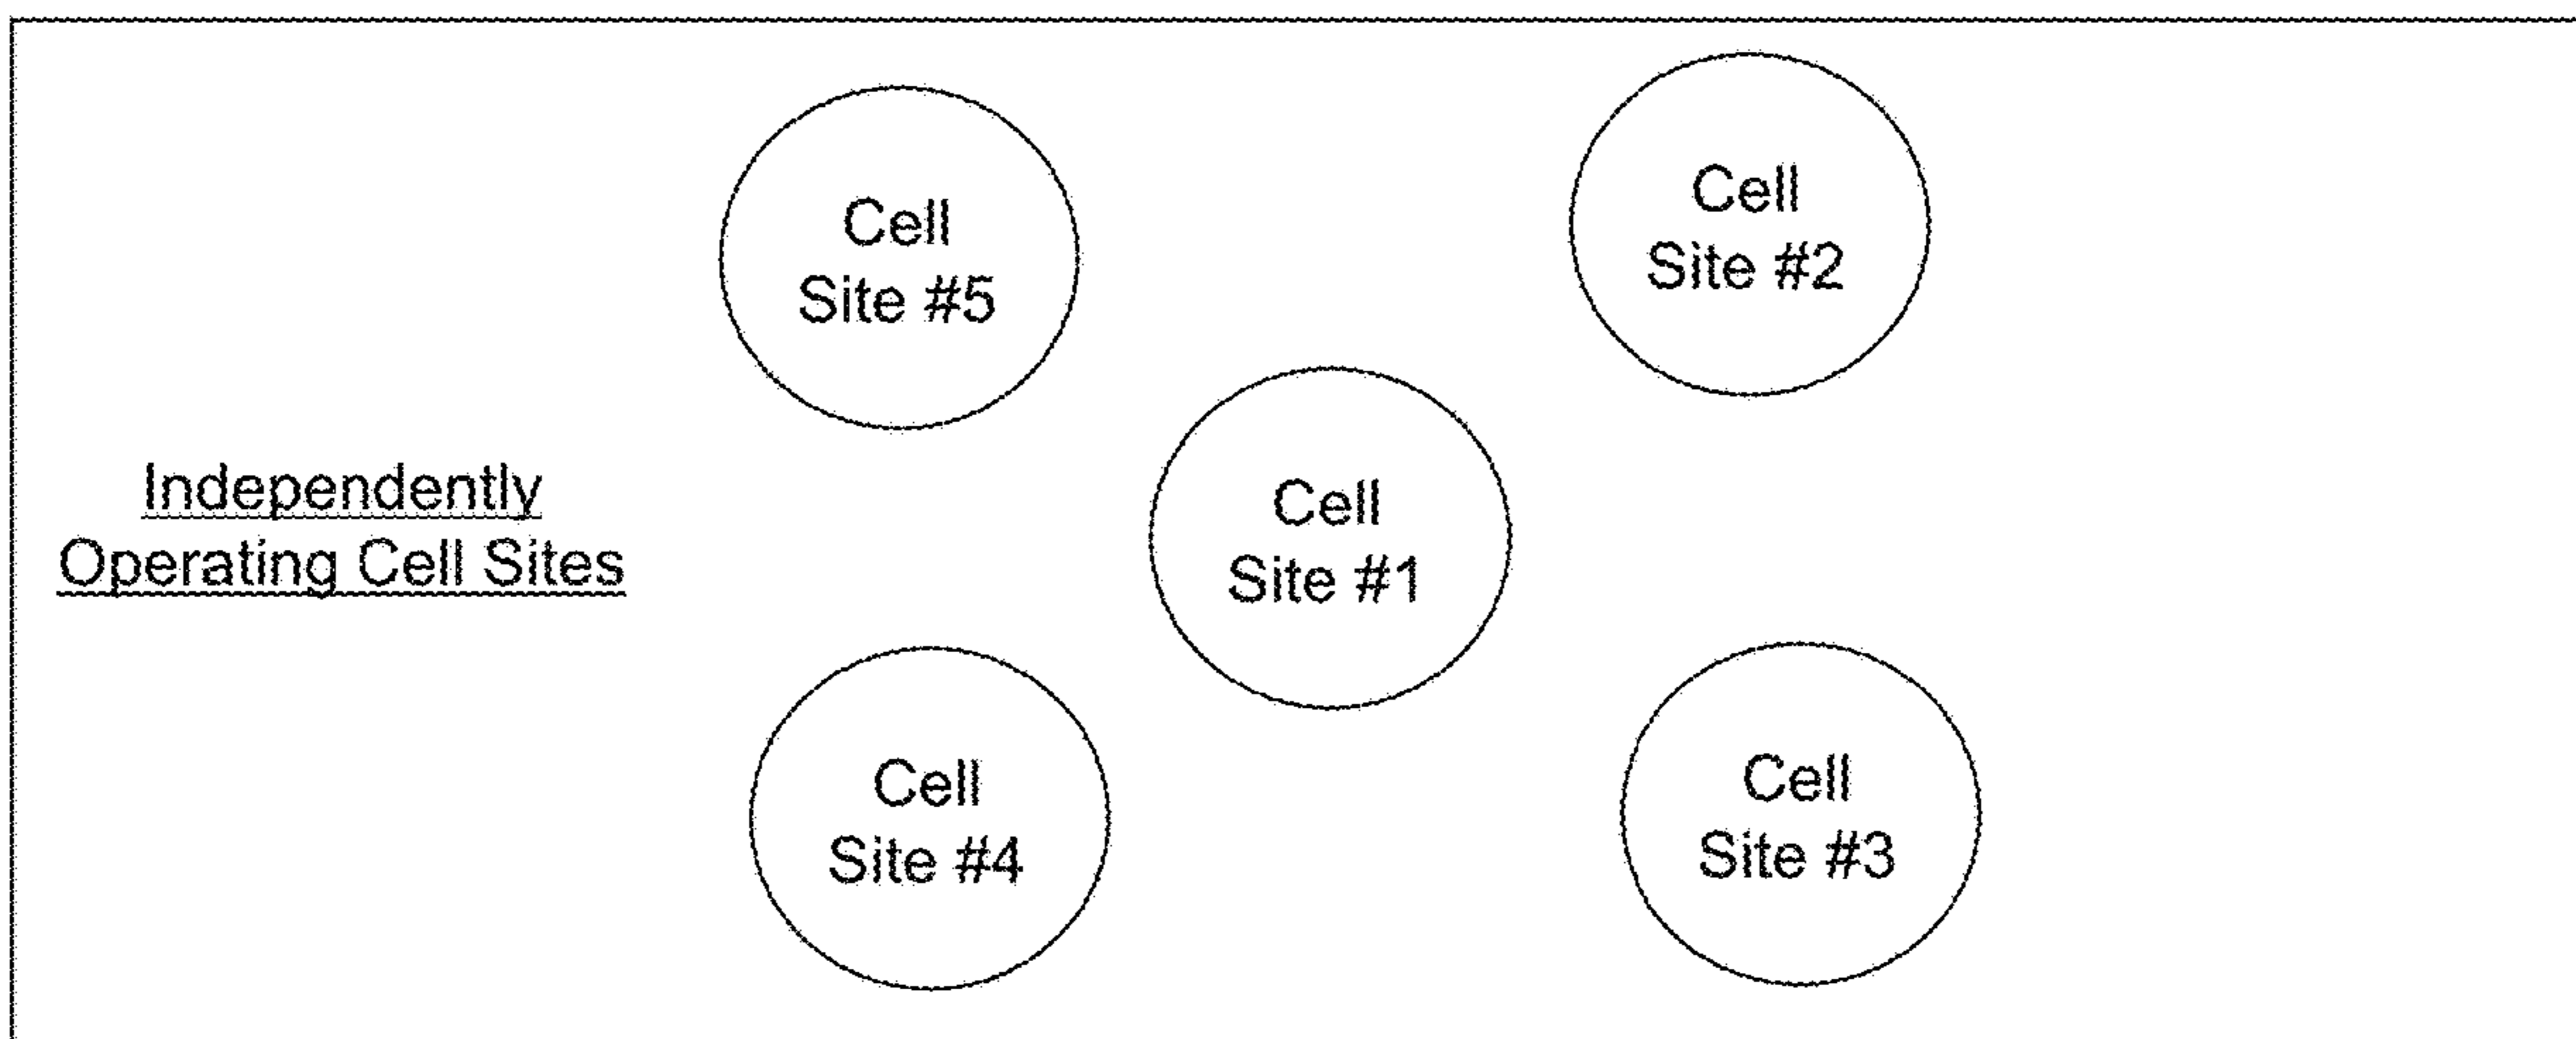 Independently
Operating Cell Sites
Cell
Site #5
Cell
Site #2
Cell
Site #1
Cell
Site #4
Cell
Site #3